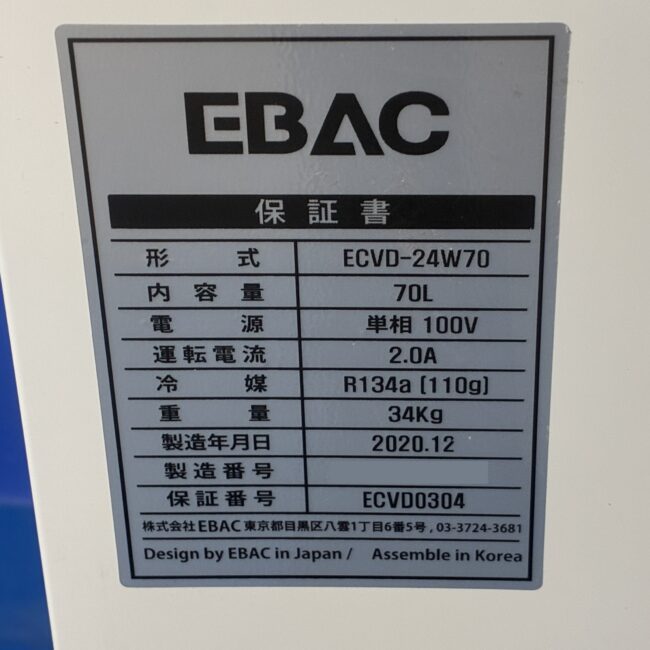 EBAC
保証書
形式 ECVD-24W70
内容量 70L
電源 単相 100V
運転電流 2.0A
冷媒 R134a (110g)
重量 34Kg
製造年月日 2020.12
製造番号
保証番号 ECVD0304
株式会社EBAC 東京都目黒区八雲1丁目6番5号, 03-3724-3681
Design by EBAC in Japan / Assemble in Korea